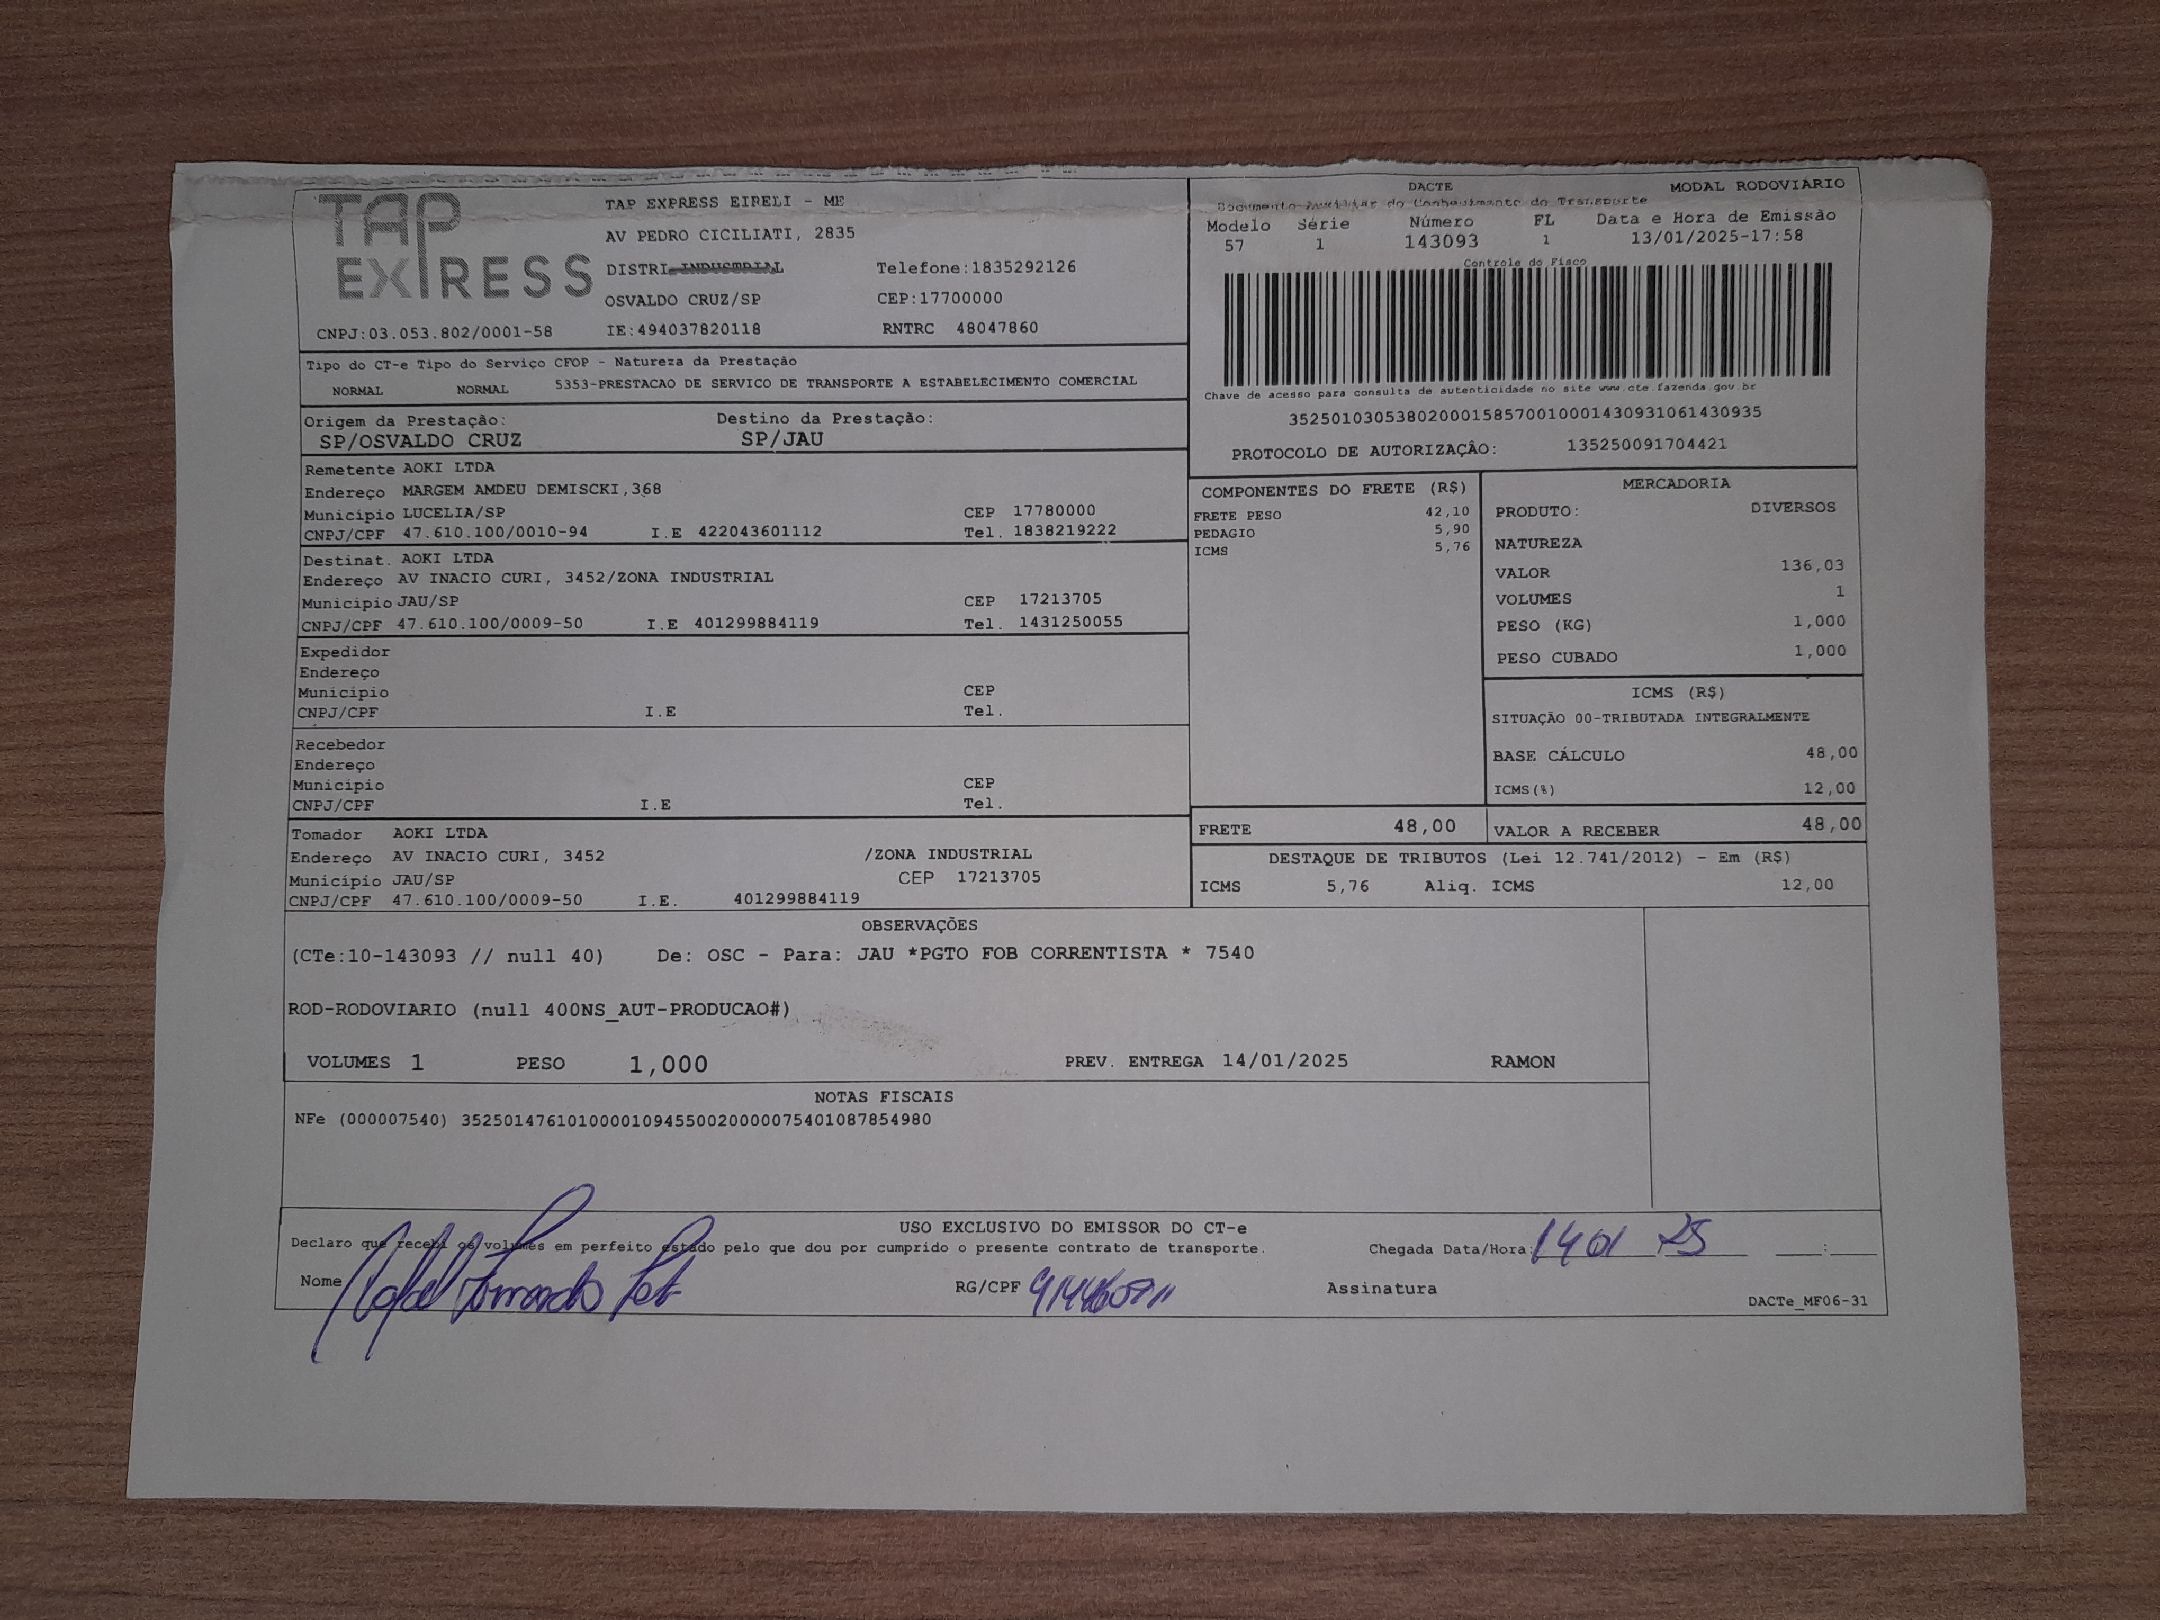 TAP
EXPRESS
CNPJ:03.053.802/0001-58
TAP EXPRESS EIRELI - ME
AV PEDRO CICILIATI, 2835
DISTRI INDUSTRIAL Telefone:1835292126
OSVALDO CRUZ/SP CEP:17700000
IE:494037820118 RNTRC 48047860
DACTE MODAL RODOVIÁRIO
Documento Auxiliar do Conhecimento de Transporte
Modelo Série Número FL Data e Hora de Emissão
57 1 143093 1 13/01/2025-17:58
Controle do Fisco
Chave de acesso para consulta de autenticidade no site www.cte.fazenda.gov.br
35250103053802000158570010001430931061430935
PROTOCOLO DE AUTORIZAÇÂO: 135250091704421
Tipo do CT-e Tipo do Serviço CFOP - Natureza da Prestação
NORMAL NORMAL 5353-PRESTACAO DE SERVICO DE TRANSPORTE A ESTABELECIMENTO COMERCIAL
Origem da Prestação: Destino da Prestação:
SP/OSVALDO CRUZ SP/JAU
Remetente AOKI LTDA
Endereço MARGEM AMDEU DEMISCKI,368
Município LUCELIA/SP CEP 17780000
CNPJ/CPF 47.610.100/0010-94 I.E 422043601112 Tel. 1838219222
Destinat. AOKI LTDA
Endereço AV INACIO CURI, 3452/ZONA INDUSTRIAL
Município JAU/SP CEP 17213705
CNPJ/CPF 47.610.100/0009-50 I.E 401299884119 Tel. 1431250055
Expedidor
Endereço
Município CEP
CNPJ/CPF I.E Tel.
Recebedor
Endereço
Município CEP
CNPJ/CPF I.E Tel.
Tomador AOKI LTDA
Endereço AV INACIO CURI, 3452 /ZONA INDUSTRIAL
Município JAU/SP CEP 17213705
CNPJ/CPF 47.610.100/0009-50 I.E. 401299884119
COMPONENTES DO FRETE (R$)
FRETE PESO 42,10
PEDAGIO 5,90
ICMS 5,76
MERCADORIA
PRODUTO: DIVERSOS
NATUREZA
VALOR 136,03
VOLUMES 1
PESO (KG) 1,000
PESO CUBADO 1,000
ICMS (R$)
SITUAÇÃO 00-TRIBUTADA INTEGRALMENTE
BASE CÁLCULO 48,00
ICMS(%) 12,00
FRETE 48,00 VALOR A RECEBER 48,00
DESTAQUE DE TRIBUTOS (Lei 12.741/2012) - Em (R$)
ICMS 5,76 Aliq. ICMS 12,00
OBSERVAÇÕES
(CTe:10-143093 // null 40) De: OSC - Para: JAU *PGTO FOB CORRENTISTA * 7540
ROD-RODOVIARIO (null 400NS_AUT-PRODUCAO#)
VOLUMES 1 PESO 1,000 PREV. ENTREGA 14/01/2025 RAMON
NOTAS FISCAIS
NFe (000007540) 35250147610100001094550020000075401087854980
USO EXCLUSIVO DO EMISSOR DO CT-e
Declaro que recebi os volumes em perfeito estado pelo que dou por cumprido o presente contrato de transporte. Chegada Data/Hora: 14 01 25 :
Nome RG/CPF Assinatura
DACTe_MF06-31